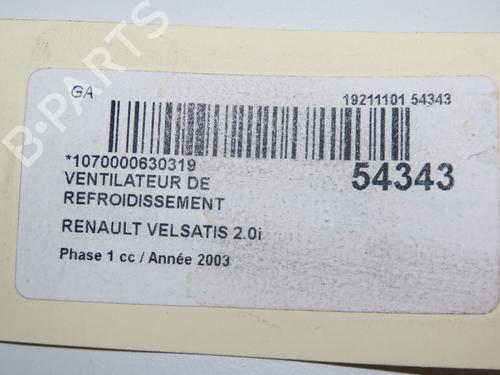 GA
19211101 54343
*1070000630319
54343
VENTILATEUR DE
REFROIDISSEMENT
RENAULT VELSATIS 2.0i
Phase 1 cc / Année 2003
B-PARTS